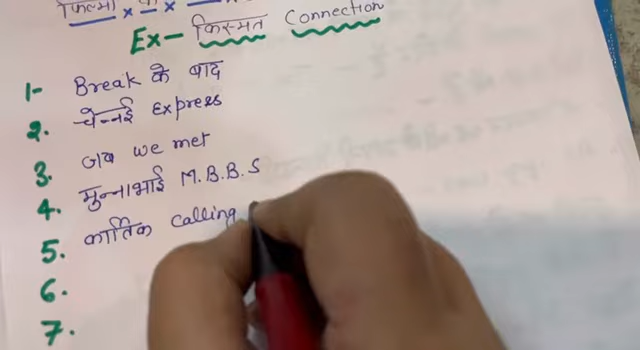 फिल्मी x x
Ex- किस्मत Connection
1- Break के बाद
2. चेन्नई Express
3. जब we met
4. मुन्नाभाई M.B.B.S
5. कार्तिक calling
6.
7.